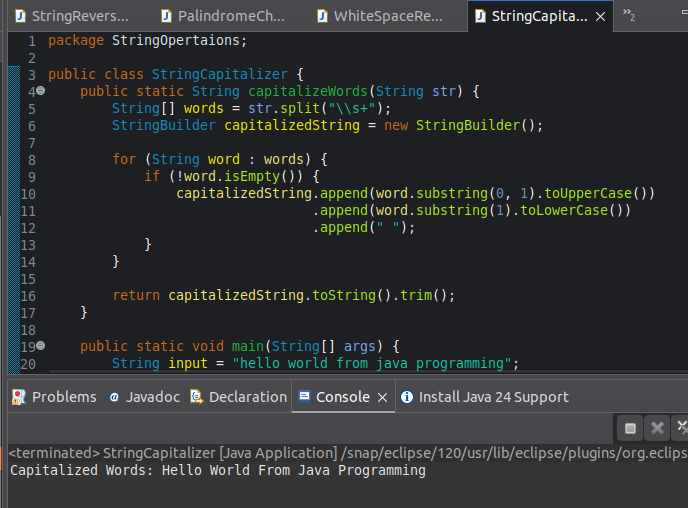 StringRevers...
PalindromeCh...
WhiteSpaceRe...
StringCapita...
»2
1 package StringOpertaions;
2
3 public class StringCapitalizer {
4 public static String capitalizeWords(String str) {
5 String[] words = str.split("\\s+");
6 StringBuilder capitalizedString = new StringBuilder();
7
8 for (String word : words) {
9 if (!word.isEmpty()) {
10 capitalizedString.append(word.substring(0, 1).toUpperCase())
11 .append(word.substring(1).toLowerCase())
12 .append(" ");
13 }
14 }
15
16 return capitalizedString.toString().trim();
17 }
18
19 public static void main(String[] args) {
20 String input = "hello world from java programming";
Problems @ Javadoc Declaration Console Install Java 24 Support
<terminated> StringCapitalizer [Java Application] /snap/eclipse/120/usr/lib/eclipse/plugins/org.eclips
Capitalized Words: Hello World From Java Programming